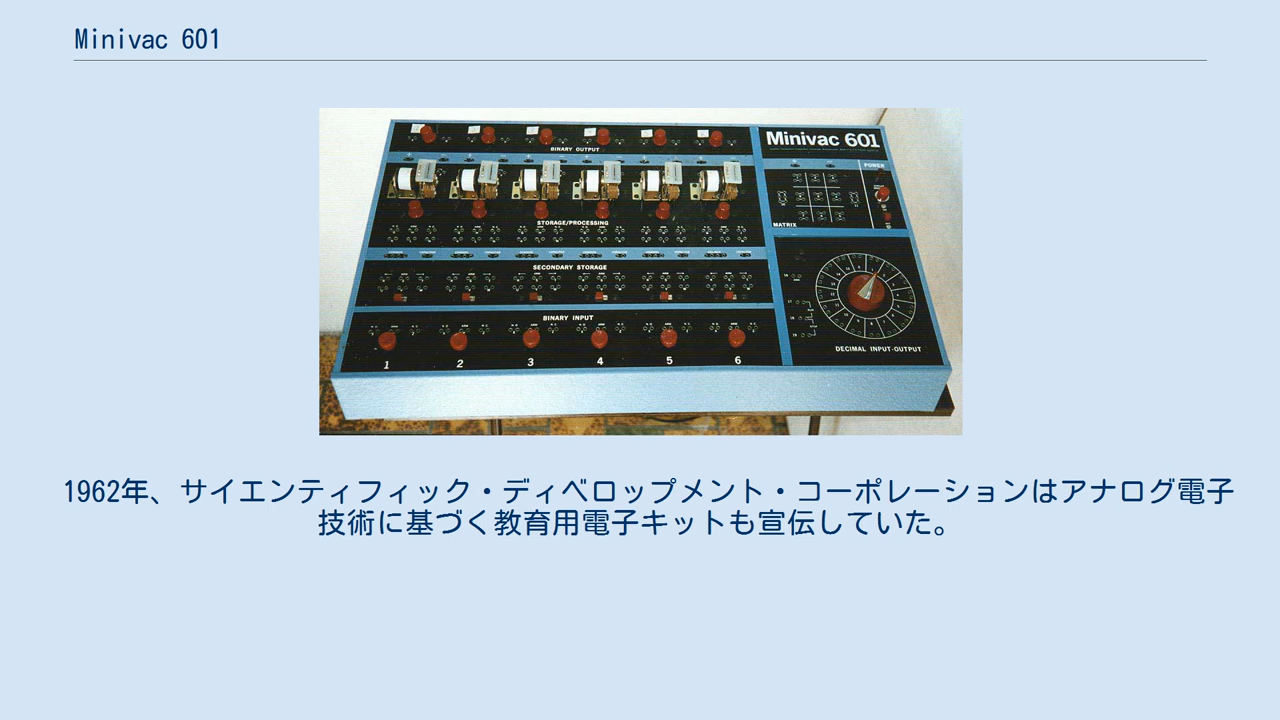 Minivac 601
Minivac 601
BINARY OUTPUT
POWER
STORAGE/PROCESSING
MATRIX
SECONDARY STORAGE
BINARY INPUT
DECIMAL INPUT-OUTPUT
1 2 3 4 5 6
1962年、サイエンティフィック・ディベロップメント・コーポレーションはアナログ電子
技術に基づく教育用電子キットも宣伝していた。